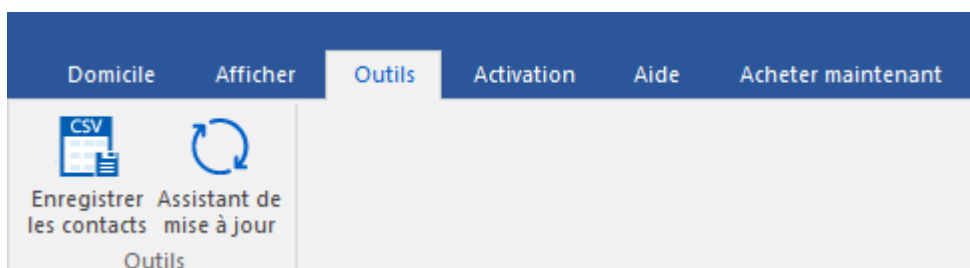 Domicile Afficher Outils Activation Aide Acheter maintenant
CSV
Enregistrer Assistant de
les contacts mise à jour
Outils